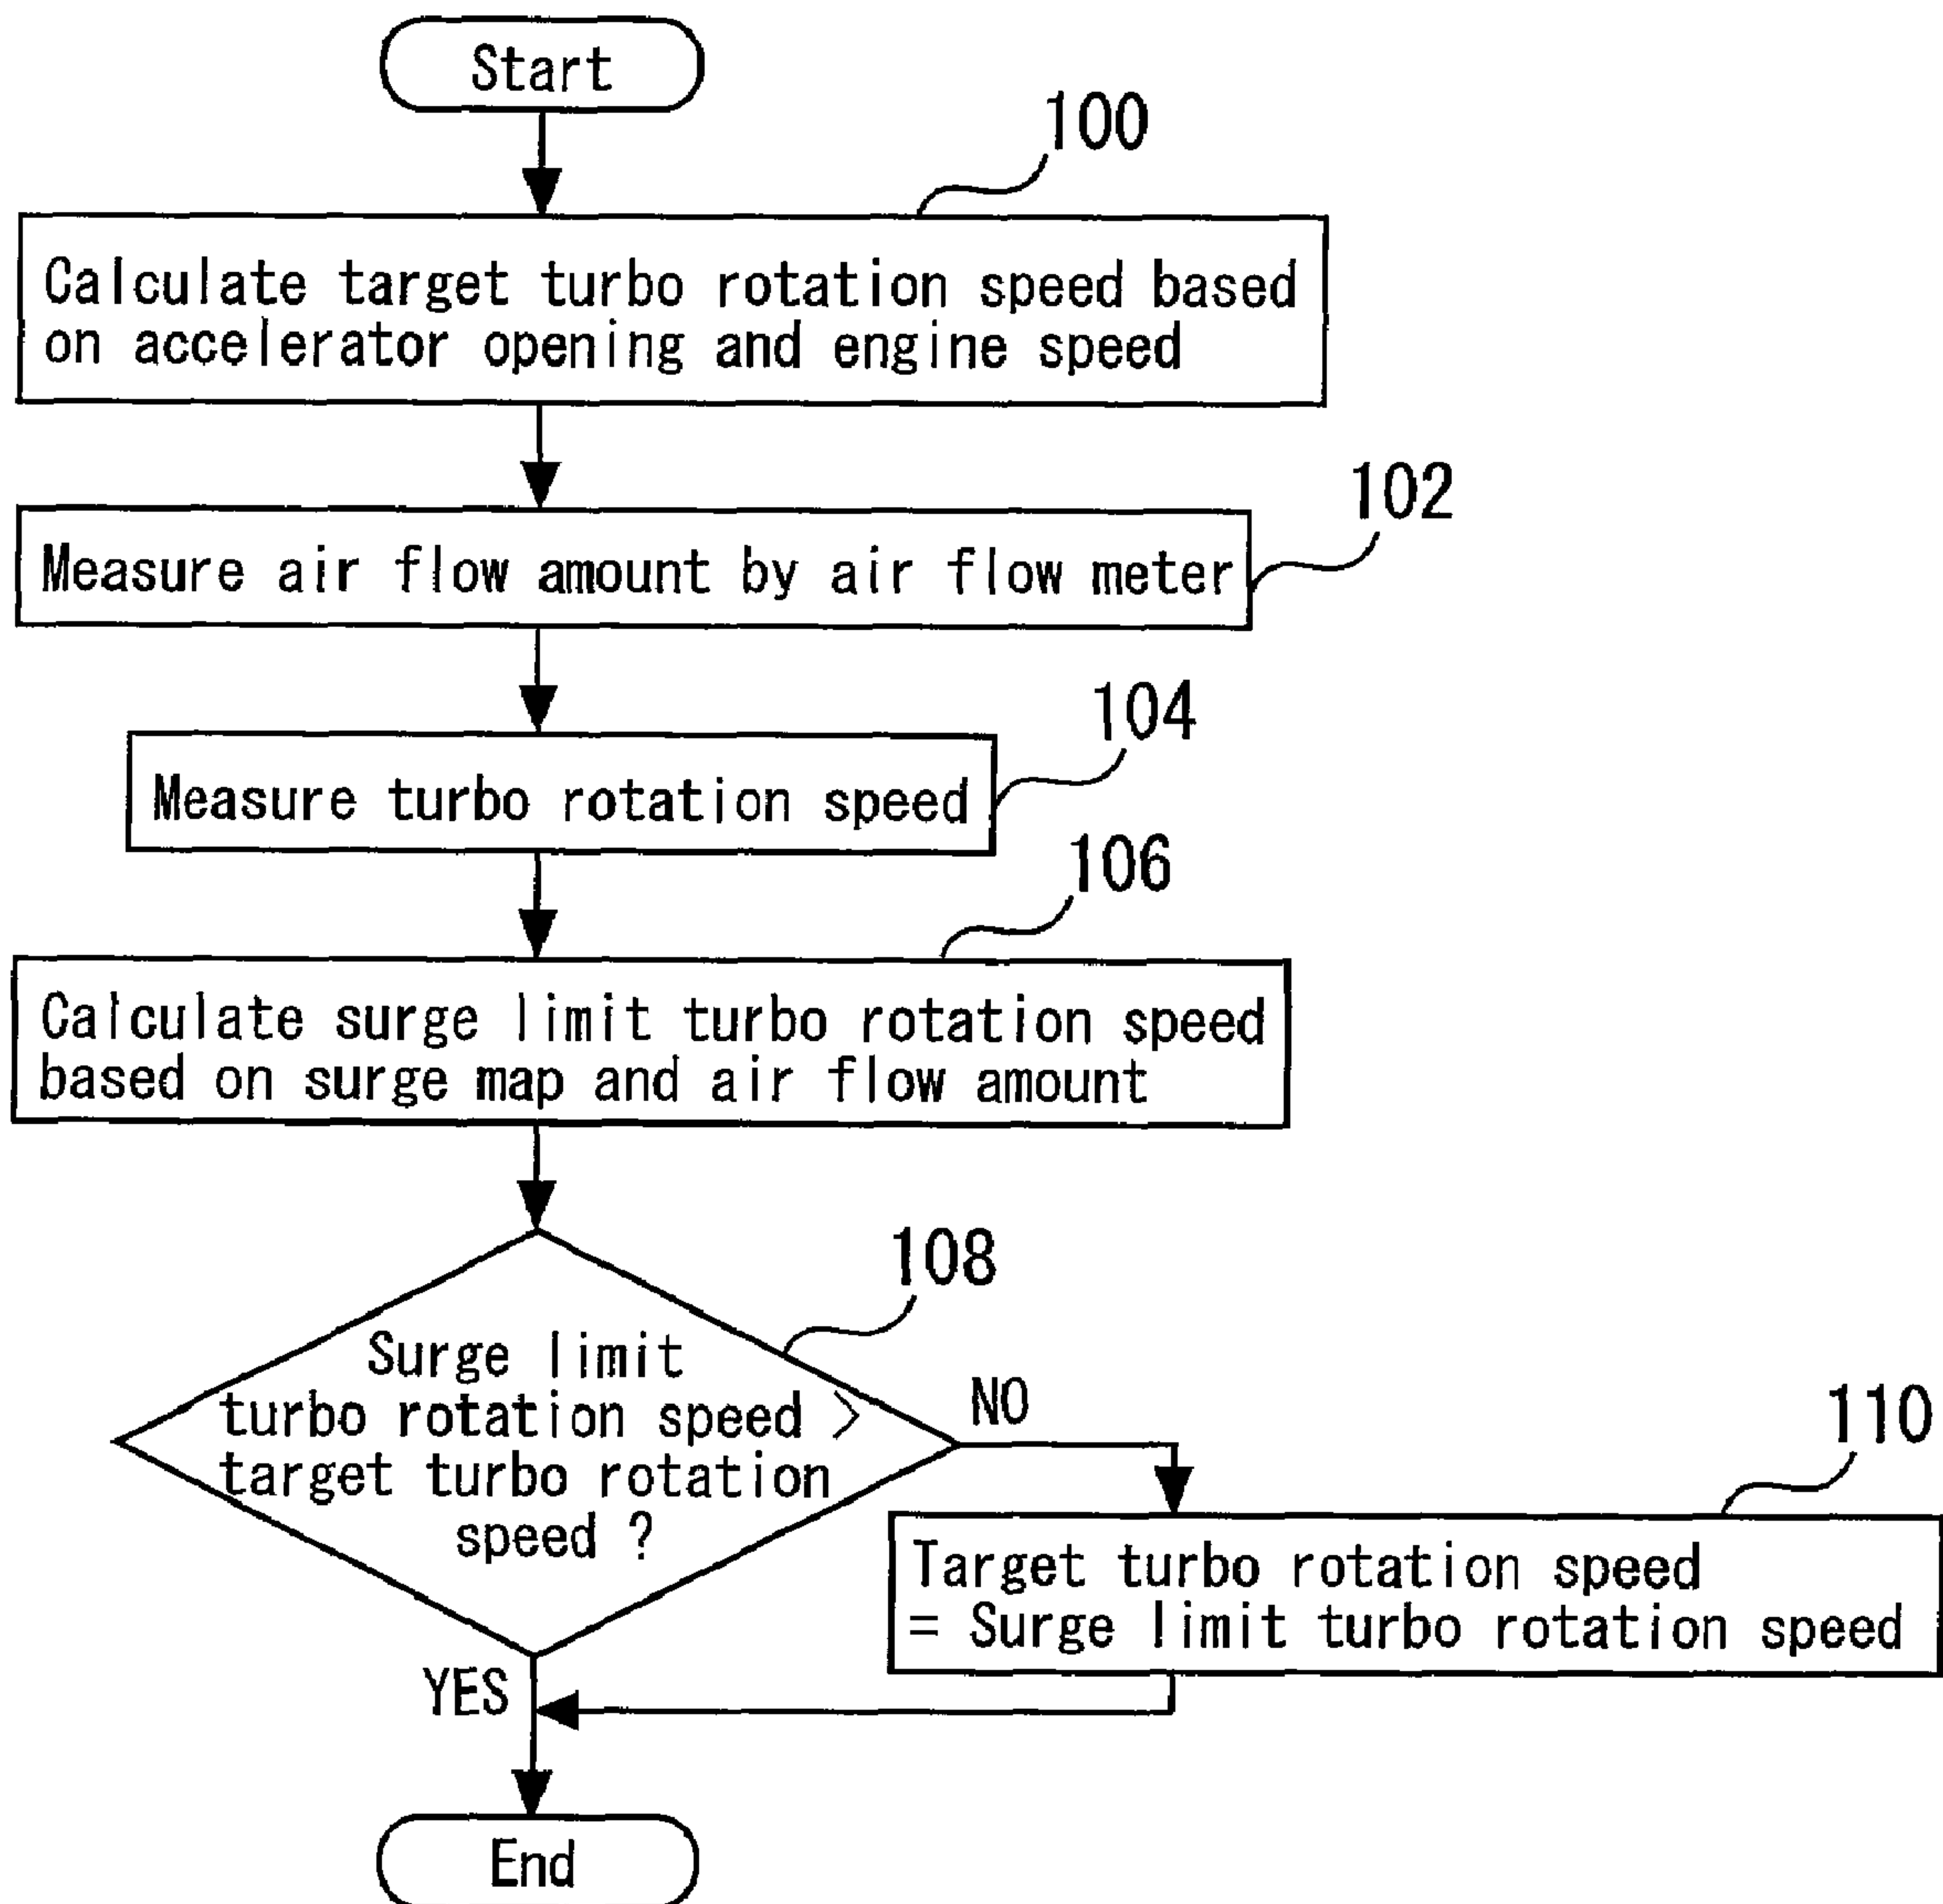 Start
100
Calculate target turbo rotation speed based
on accelerator opening and engine speed
102
Measure air flow amount by air flow meter
104
Measure turbo rotation speed
106
Calculate surge limit turbo rotation speed
based on surge map and air flow amount
108
Surge limit
turbo rotation speed >
target turbo rotation
speed ?
NO
110
Target turbo rotation speed
= Surge limit turbo rotation speed
YES
End